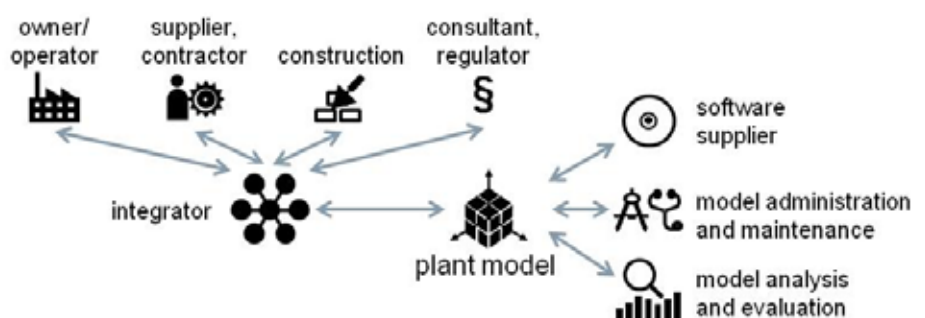 owner/
operator
supplier,
contractor
construction
consultant,
regulator
§
software
supplier
integrator
plant model
model administration
and maintenance
model analysis
and evaluation